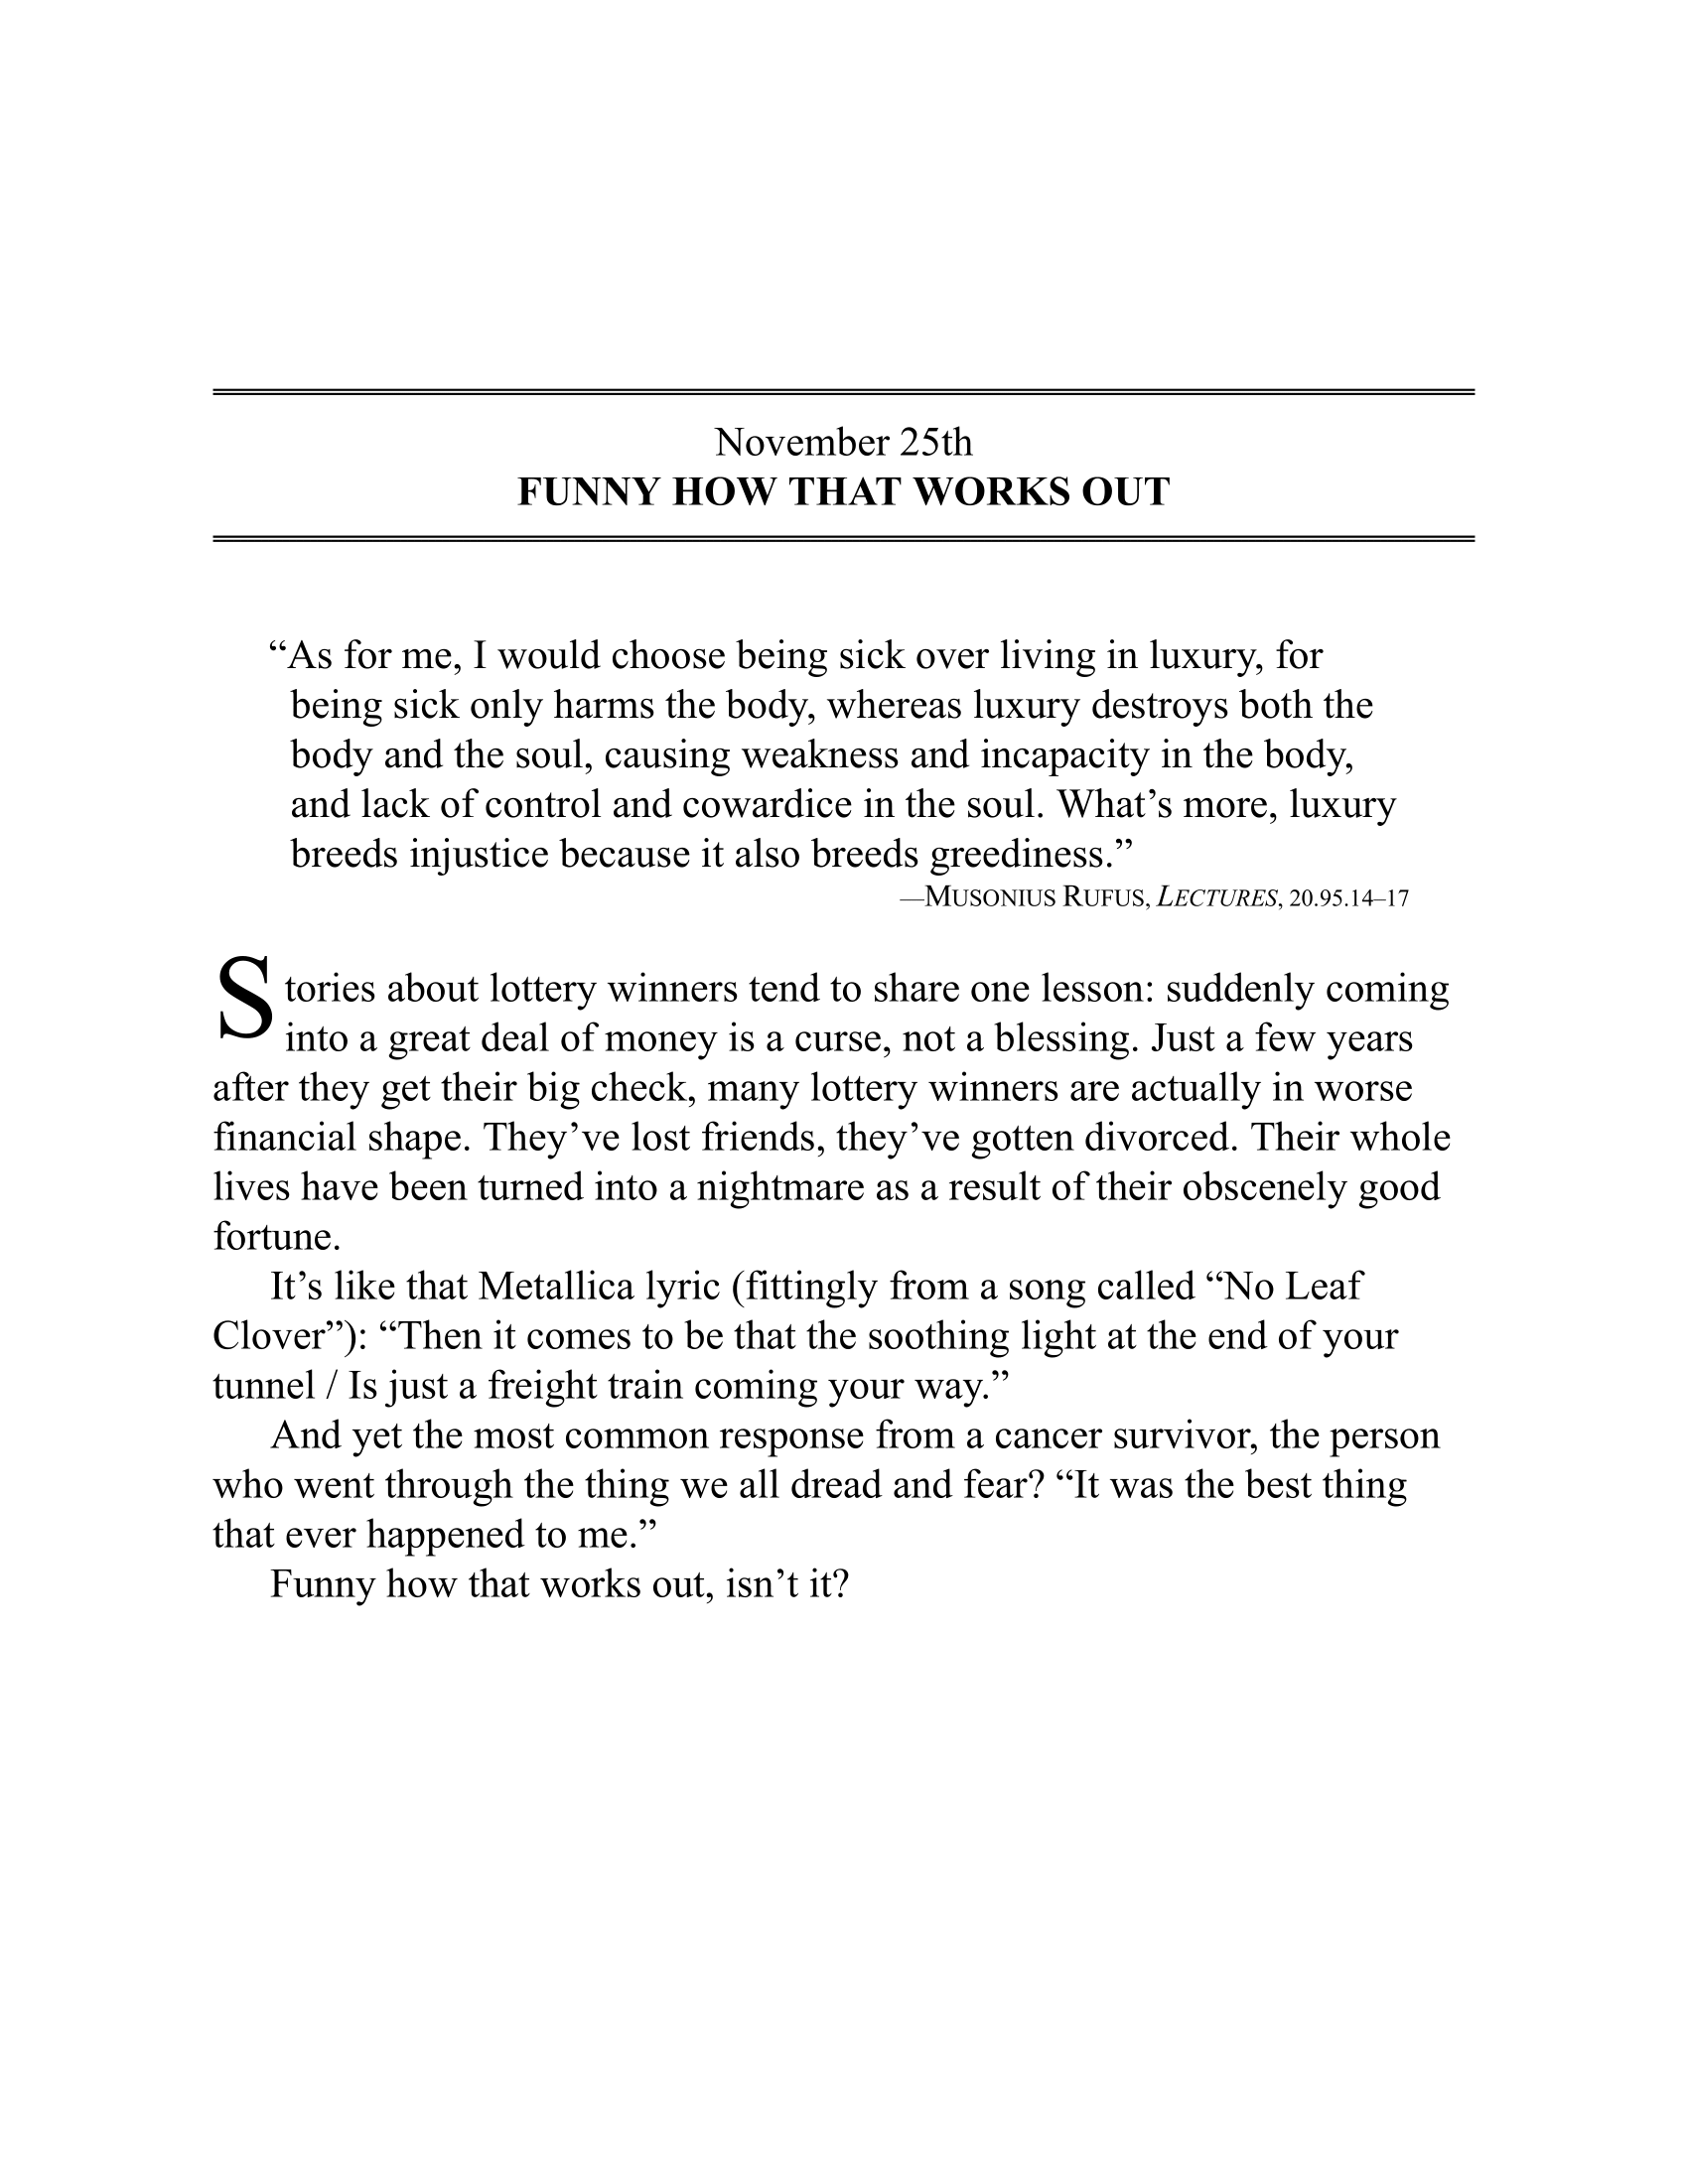 November 25th
FUNNY HOW THAT WORKS OUT
“As for me, I would choose being sick over living in luxury, for
being sick only harms the body, whereas luxury destroys both the
body and the soul, causing weakness and incapacity in the body,
and lack of control and cowardice in the soul. What’s more, luxury
breeds injustice because it also breeds greediness.”
—MUSONIUS RUFUS, LECTURES, 20.95.14–17
Stories about lottery winners tend to share one lesson: suddenly coming
into a great deal of money is a curse, not a blessing. Just a few years
after they get their big check, many lottery winners are actually in worse
financial shape. They’ve lost friends, they’ve gotten divorced. Their whole
lives have been turned into a nightmare as a result of their obscenely good
fortune.
It’s like that Metallica lyric (fittingly from a song called “No Leaf
Clover”): “Then it comes to be that the soothing light at the end of your
tunnel / Is just a freight train coming your way.”
And yet the most common response from a cancer survivor, the person
who went through the thing we all dread and fear? “It was the best thing
that ever happened to me.”
Funny how that works out, isn’t it?